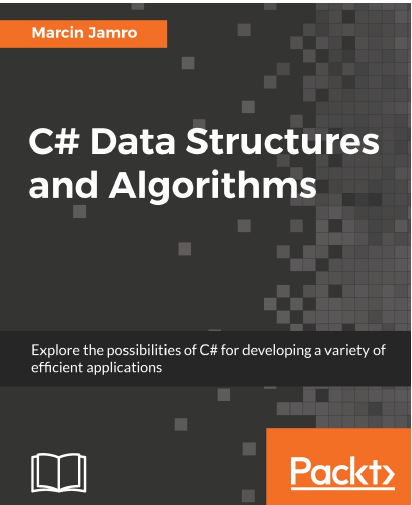 Marcin Jamro
C# Data Structures
and Algorithms
Explore the possibilities of C# for developing a variety of
efficient applications
Packt>